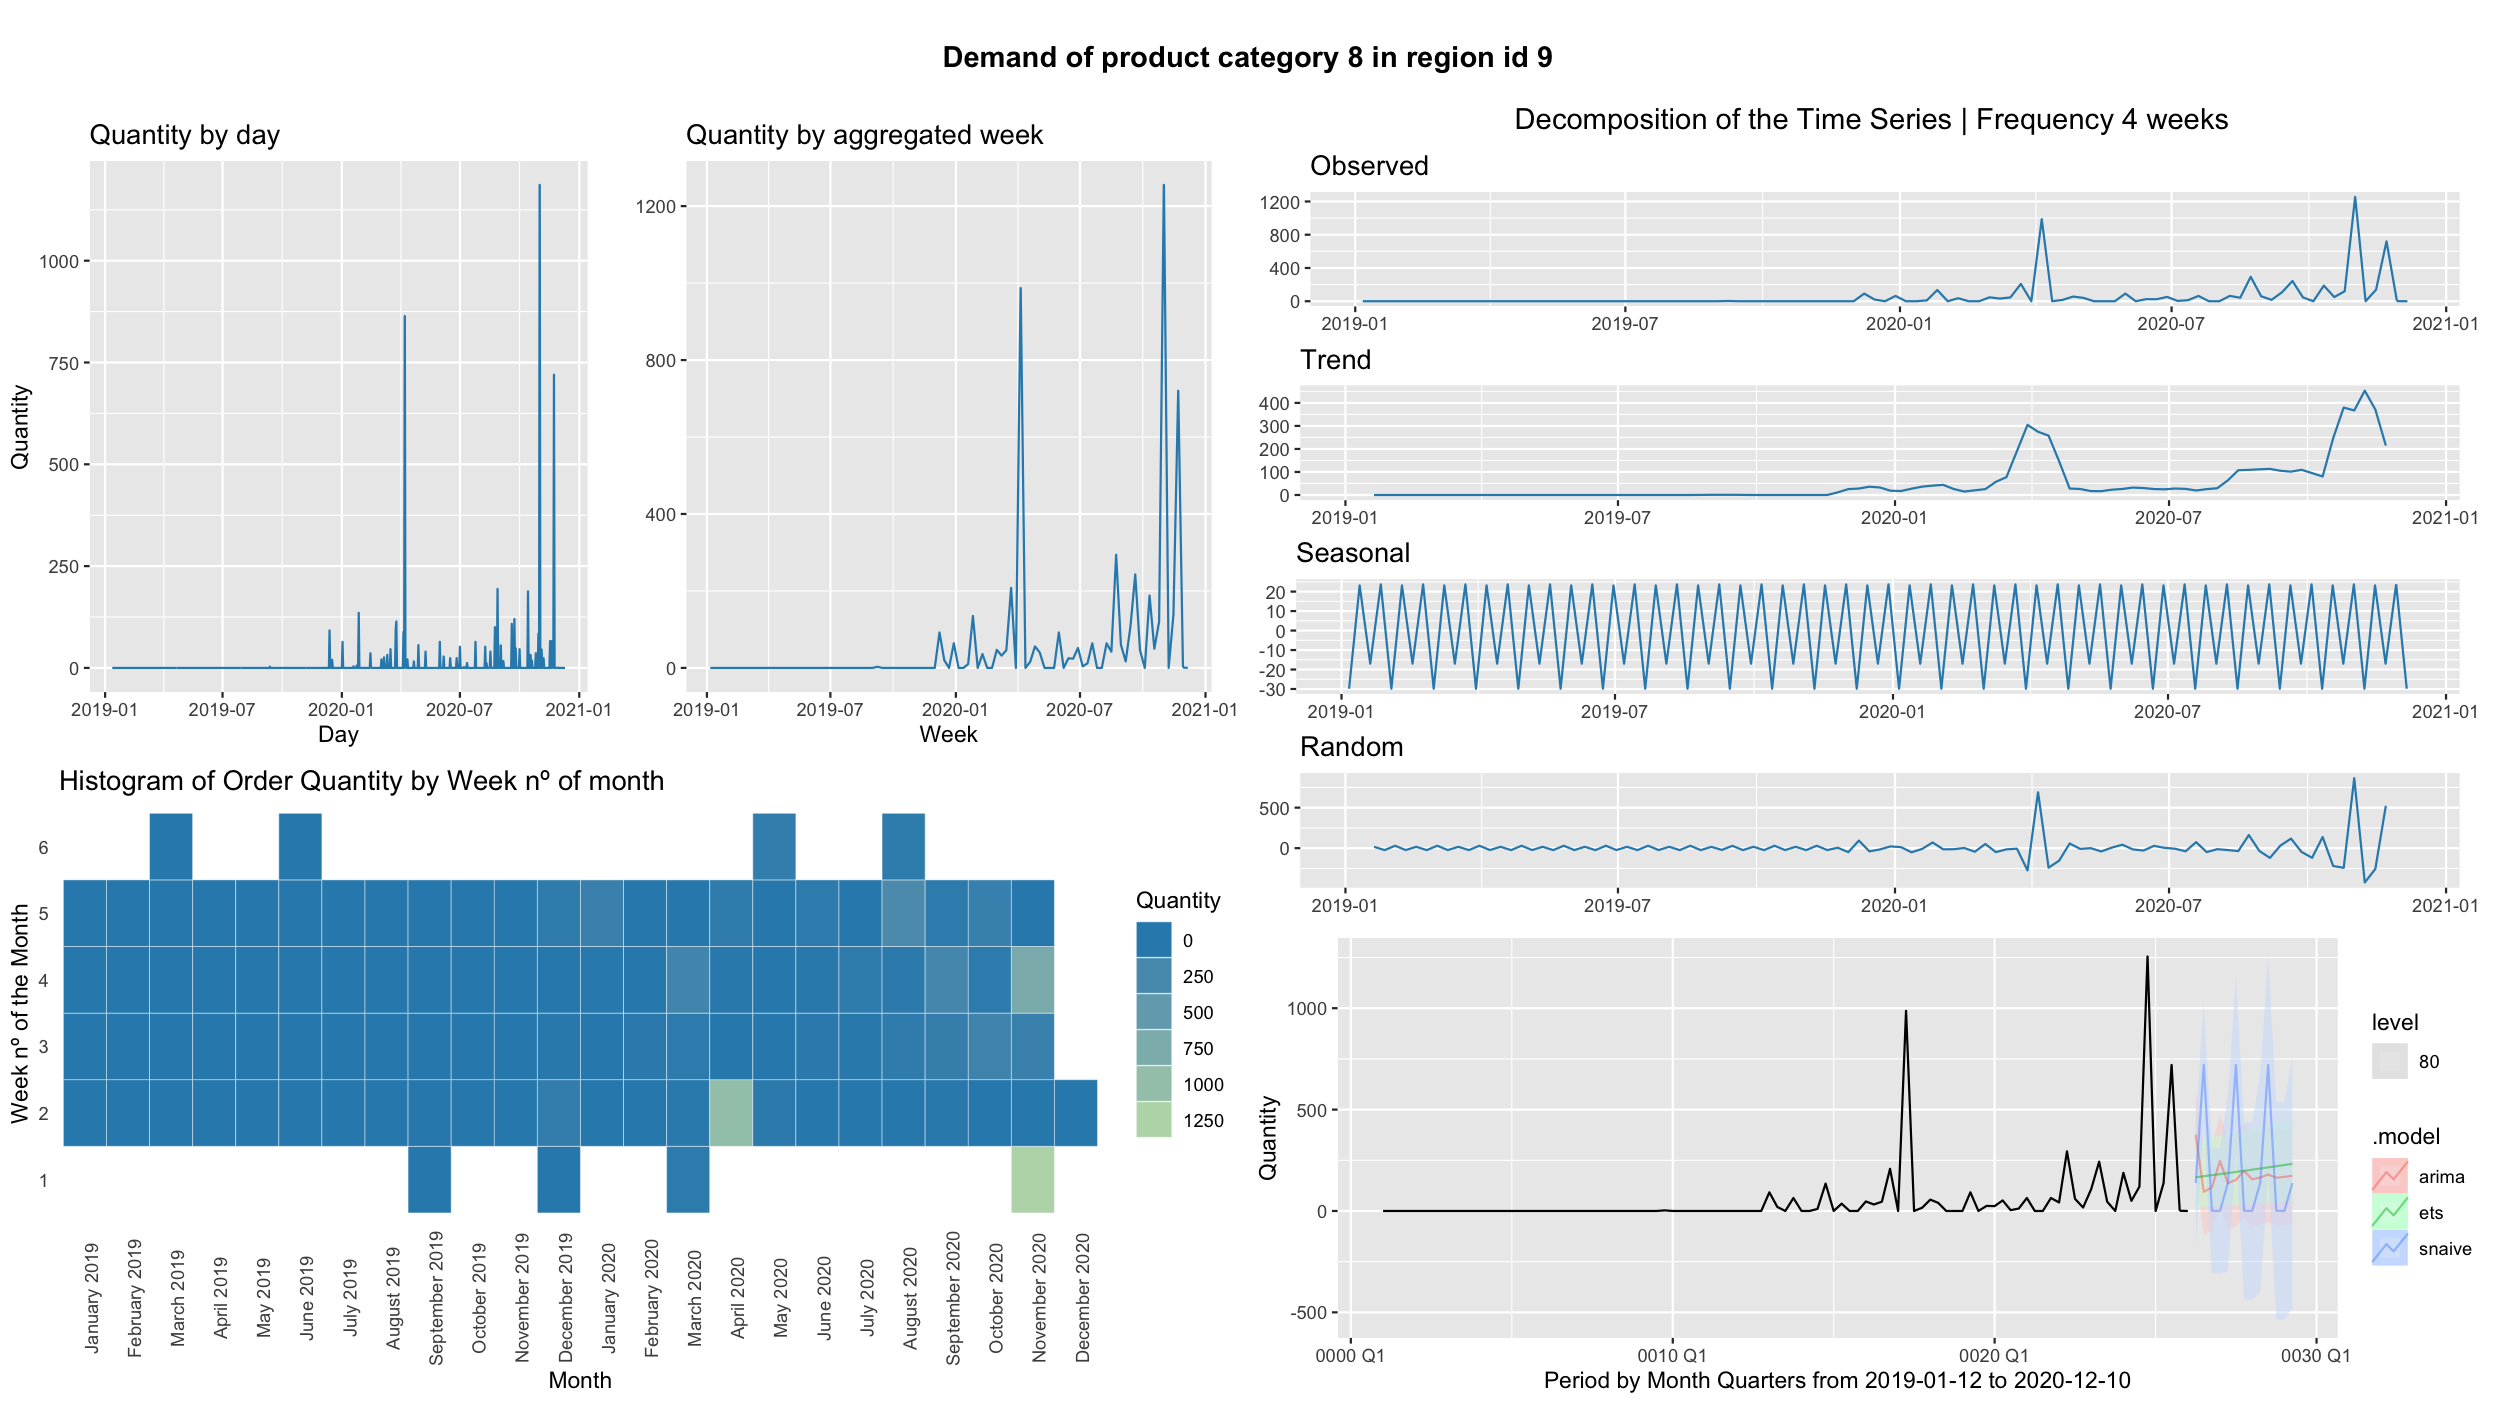 Demand of product category 8 in region id 9
Quantity by day
Quantity
1000
750
500
250
0
2019-01 2019-07 2020-01 2020-07 2021-01
Day
Quantity by aggregated week
1200
800
400
0
2019-01 2019-07 2020-01 2020-07 2021-01
Week
Decomposition of the Time Series | Frequency 4 weeks
Observed
1200
800
400
0
2019-01 2019-07 2020-01 2020-07 2021-01
Trend
400
300
200
100
0
2019-01 2019-07 2020-01 2020-07 2021-01
Seasonal
20
10
0
-10
-20
-30
2019-01 2019-07 2020-01 2020-07 2021-01
Random
500
0
2019-01 2019-07 2020-01 2020-07 2021-01
Histogram of Order Quantity by Week nº of month
Week nº of the Month
6
5
4
3
2
1
January 2019
February 2019
March 2019
April 2019
May 2019
June 2019
July 2019
August 2019
September 2019
October 2019
November 2019
December 2019
January 2020
February 2020
March 2020
April 2020
May 2020
June 2020
July 2020
August 2020
September 2020
October 2020
November 2020
December 2020
Month
Quantity
0
250
500
750
1000
1250
Quantity
1000
500
0
-500
0000 Q1 0010 Q1 0020 Q1 0030 Q1
Period by Month Quarters from 2019-01-12 to 2020-12-10
level
80
.model
arima
ets
snaive